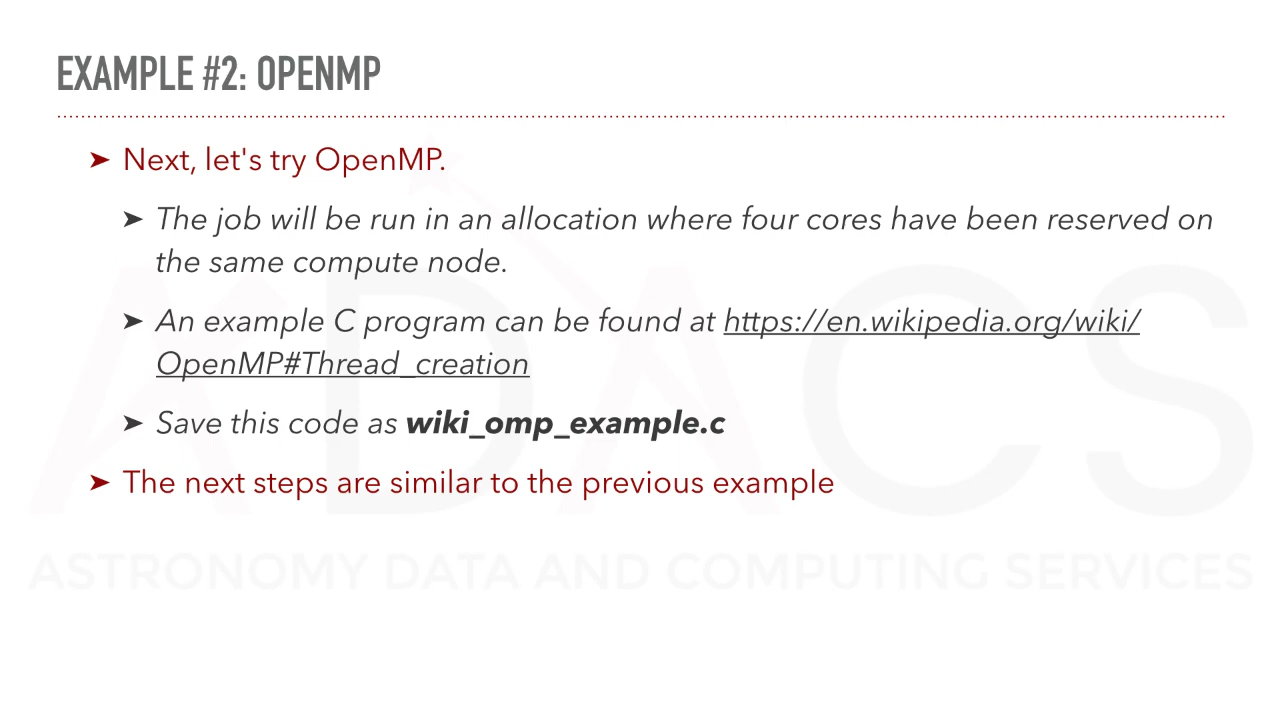 EXAMPLE #2: OPENMP
➤ Next, let's try OpenMP.
➤ The job will be run in an allocation where four cores have been reserved on
the same compute node.
➤ An example C program can be found at https://en.wikipedia.org/wiki/
OpenMP#Thread_creation
➤ Save this code as wiki_omp_example.c
➤ The next steps are similar to the previous example
ADACS
ASTRONOMY DATA AND COMPUTING SERVICES